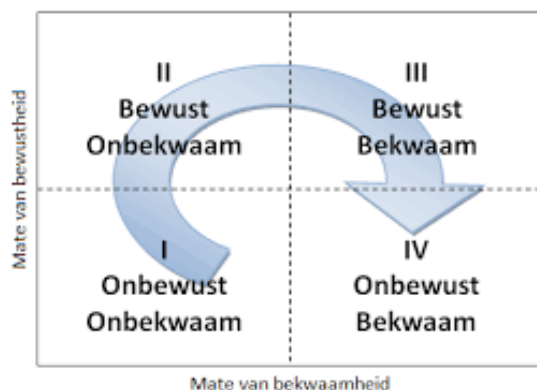 Mate van bewustheid
II
Bewust
Onbekwaam
III
Bewust
Bekwaam
I
Onbewust
Onbekwaam
IV
Onbewust
Bekwaam
Mate van bekwaamheid